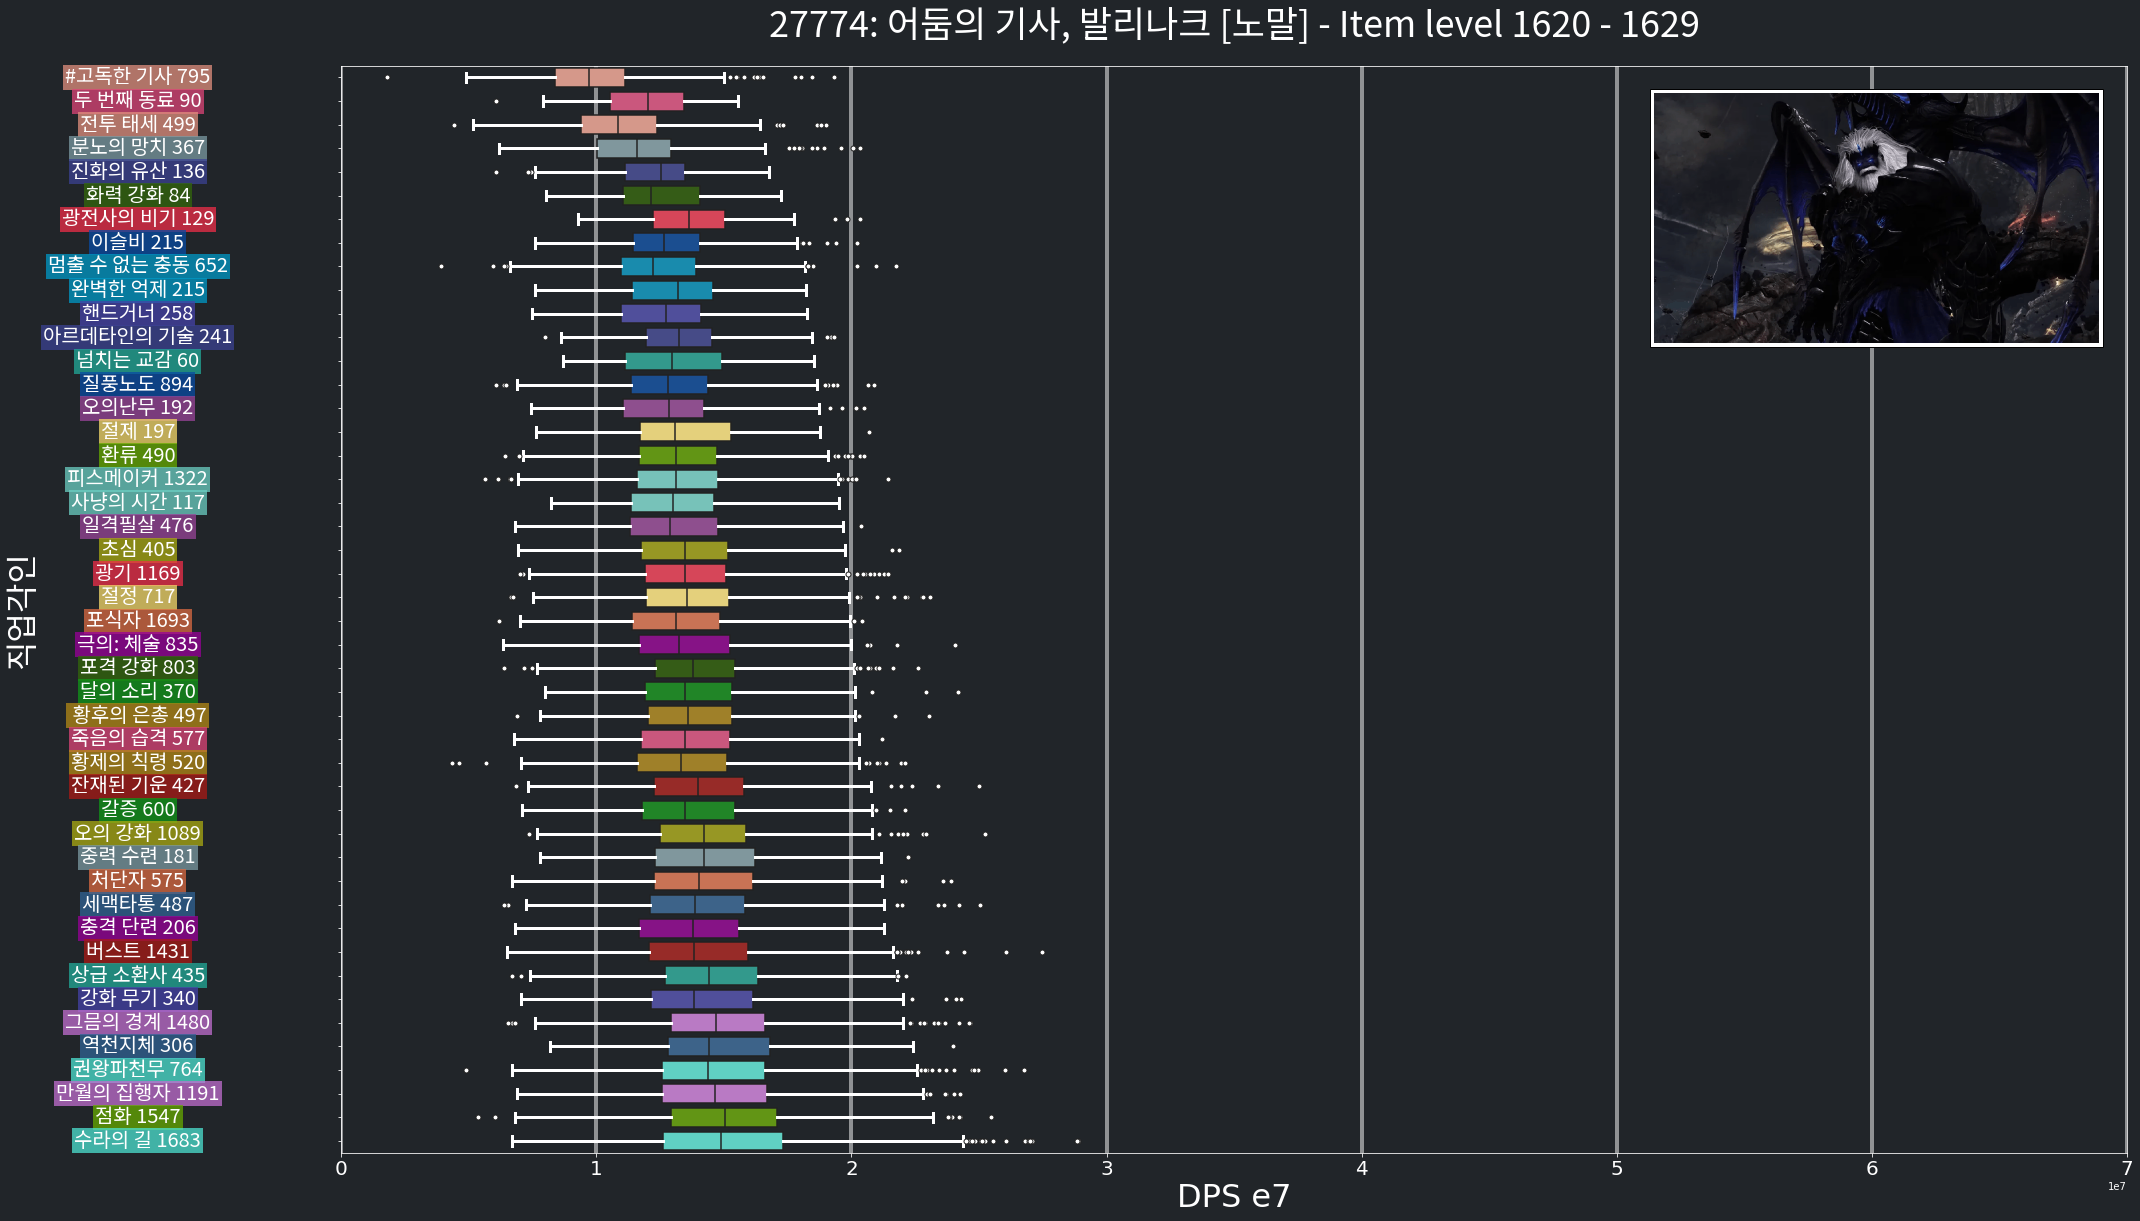 27774: 어둠의 기사, 발리나크 [노말] - Item level 1620 - 1629
#고독한 기사 795
두 번째 동료 90
전투 태세 499
분노의 망치 367
진화의 유산 136
화력 강화 84
광전사의 비기 129
이슬비 215
멈출 수 없는 충동 652
완벽한 억제 215
핸드거너 258
아르데타인의 기술 241
넘치는 교감 60
질풍노도 894
오의난무 192
절제 197
환류 490
피스메이커 1322
사냥의 시간 117
일격필살 476
초심 405
광기 1169
절정 717
포식자 1693
극의: 체술 835
포격 강화 803
달의 소리 370
황후의 은총 497
죽음의 습격 577
황제의 칙령 520
잔재된 기운 427
갈증 600
오의 강화 1089
중력 수련 181
처단자 575
세맥타통 487
충격 단련 206
버스트 1431
상급 소환사 435
강화 무기 340
그믐의 경계 1480
역천지체 306
권왕파천무 764
만월의 집행자 1191
점화 1547
수라의 길 1683
직업각인
0 1 2 3 4 5 6 7
DPS e7
1e7